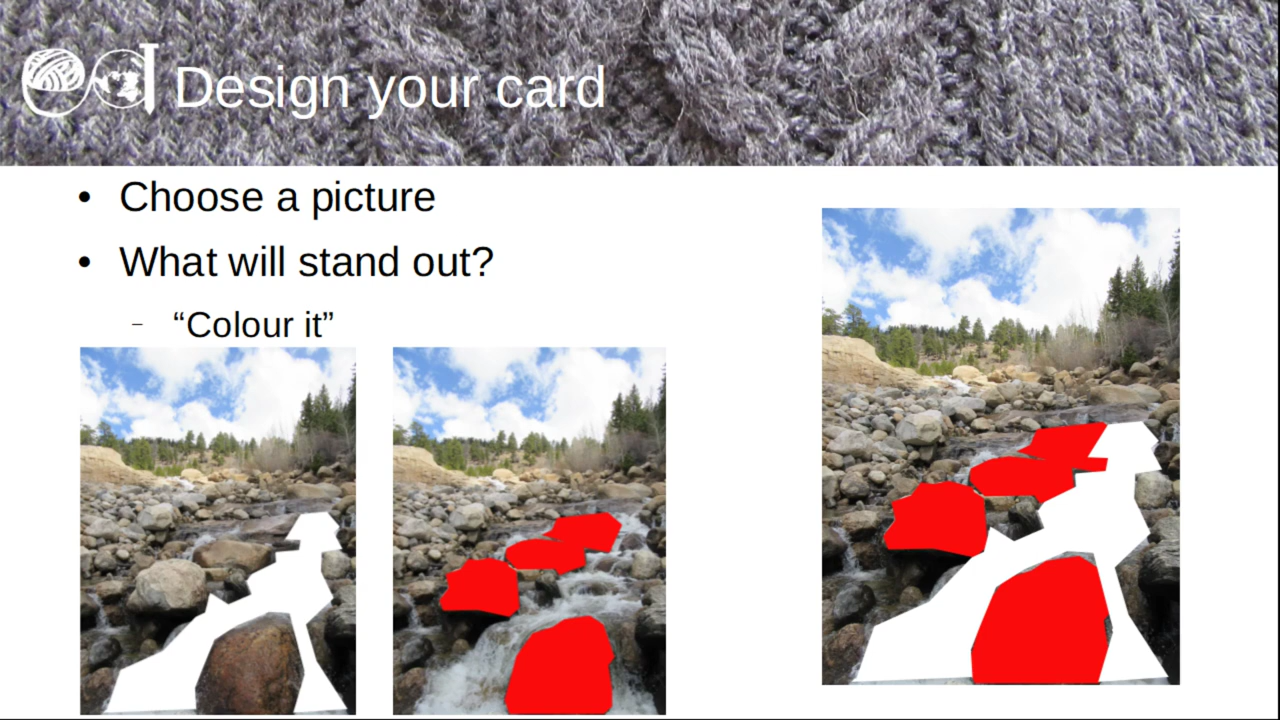 Design your card
• Choose a picture
• What will stand out?
– “Colour it”